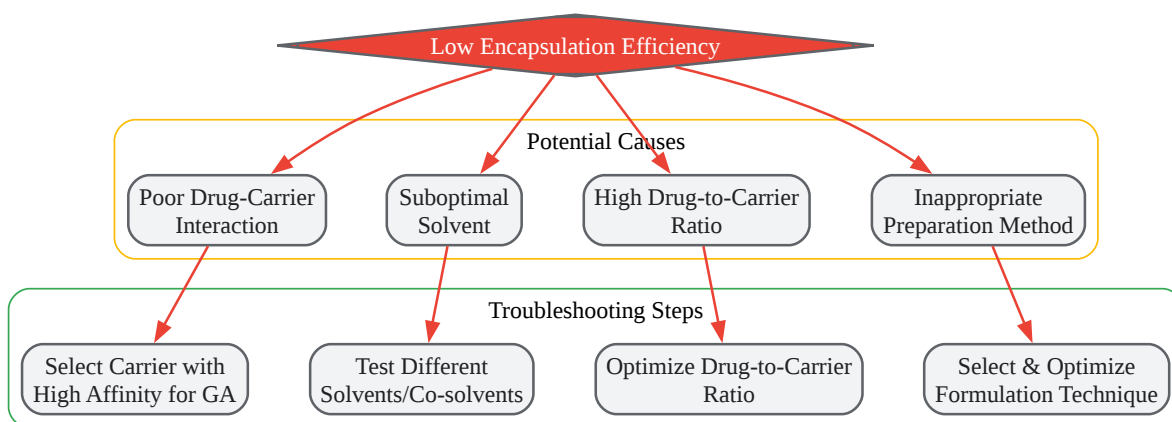 Low Encapsulation Efficiency
Potential Causes
Poor Drug-Carrier
Interaction
Suboptimal
Solvent
High Drug-to-Carrier
Ratio
Inappropriate
Preparation Method
Troubleshooting Steps
Select Carrier with
High Affinity for GA
Test Different
Solvents/Co-solvents
Optimize Drug-to-Carrier
Ratio
Select & Optimize
Formulation Technique